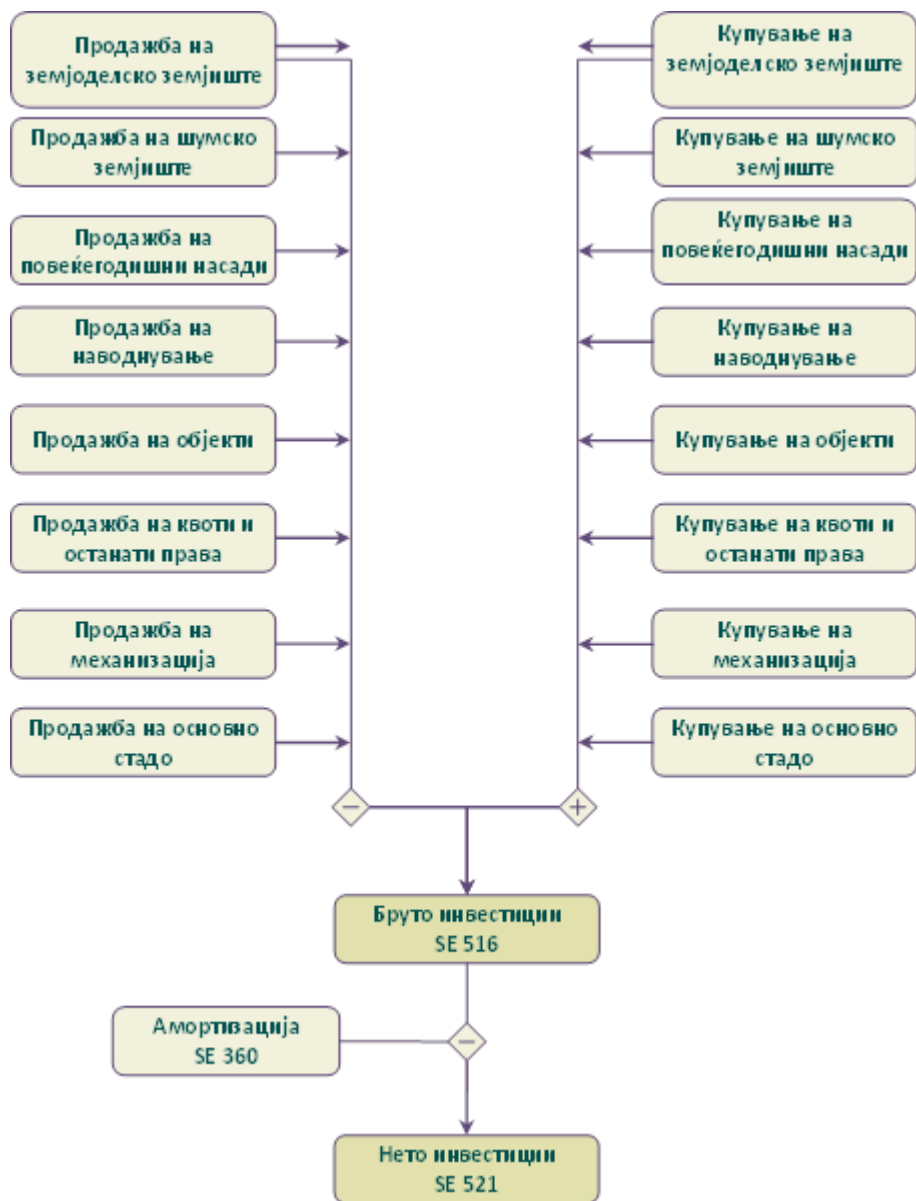 Продажба на
земјоделско земјиште
Купување на
земјоделско земјиште
Продажба на шумско
земјиште
Купување на шумско
земјиште
Продажба на
повеќегодишни насади
Купување на
повеќегодишни насади
Продажба на
наводнување
Купување на
наводнување
Продажба на објекти
Купување на објекти
Продажба на квоти и
останати права
Купување на квоти и
останати права
Продажба на
механизација
Купување на
механизација
Продажба на основно
стадо
Купување на основно
стадо
− +
Бруто инвестиции
SE 516
Амортизација
SE 360
−
Нето инвестиции
SE 521